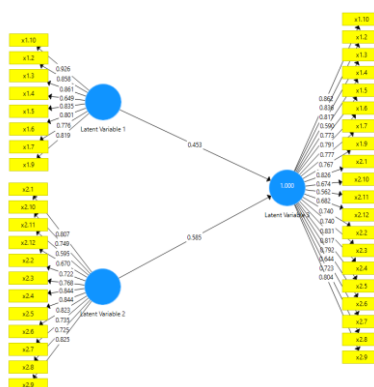 x1.10
x1.2
x1.3
x1.4
x1.5
x1.6
x1.7
x1.9
0.926
0.858
0.861
0.649
0.835
0.801
0.776
0.819
Latent Variable 1
0.453
x2.1
x2.10
x2.11
x2.12
x2.2
x2.3
x2.4
x2.5
x2.6
x2.7
x2.8
x2.9
0.807
0.749
0.595
0.670
0.722
0.768
0.844
0.844
0.823
0.735
0.725
0.825
Latent Variable 2
0.565
1.000
Latent Variable
0.862
0.836
0.817
0.590
0.773
0.791
0.777
0.767
0.826
0.674
0.562
0.682
0.740
0.740
0.831
0.817
0.792
0.644
0.723
0.804
x1.10
x1.2
x1.3
x1.4
x1.5
x1.6
x1.7
x1.9
x2.1
x2.10
x2.11
x2.12
x2.2
x2.3
x2.4
x2.5
x2.6
x2.7
x2.8
x2.9